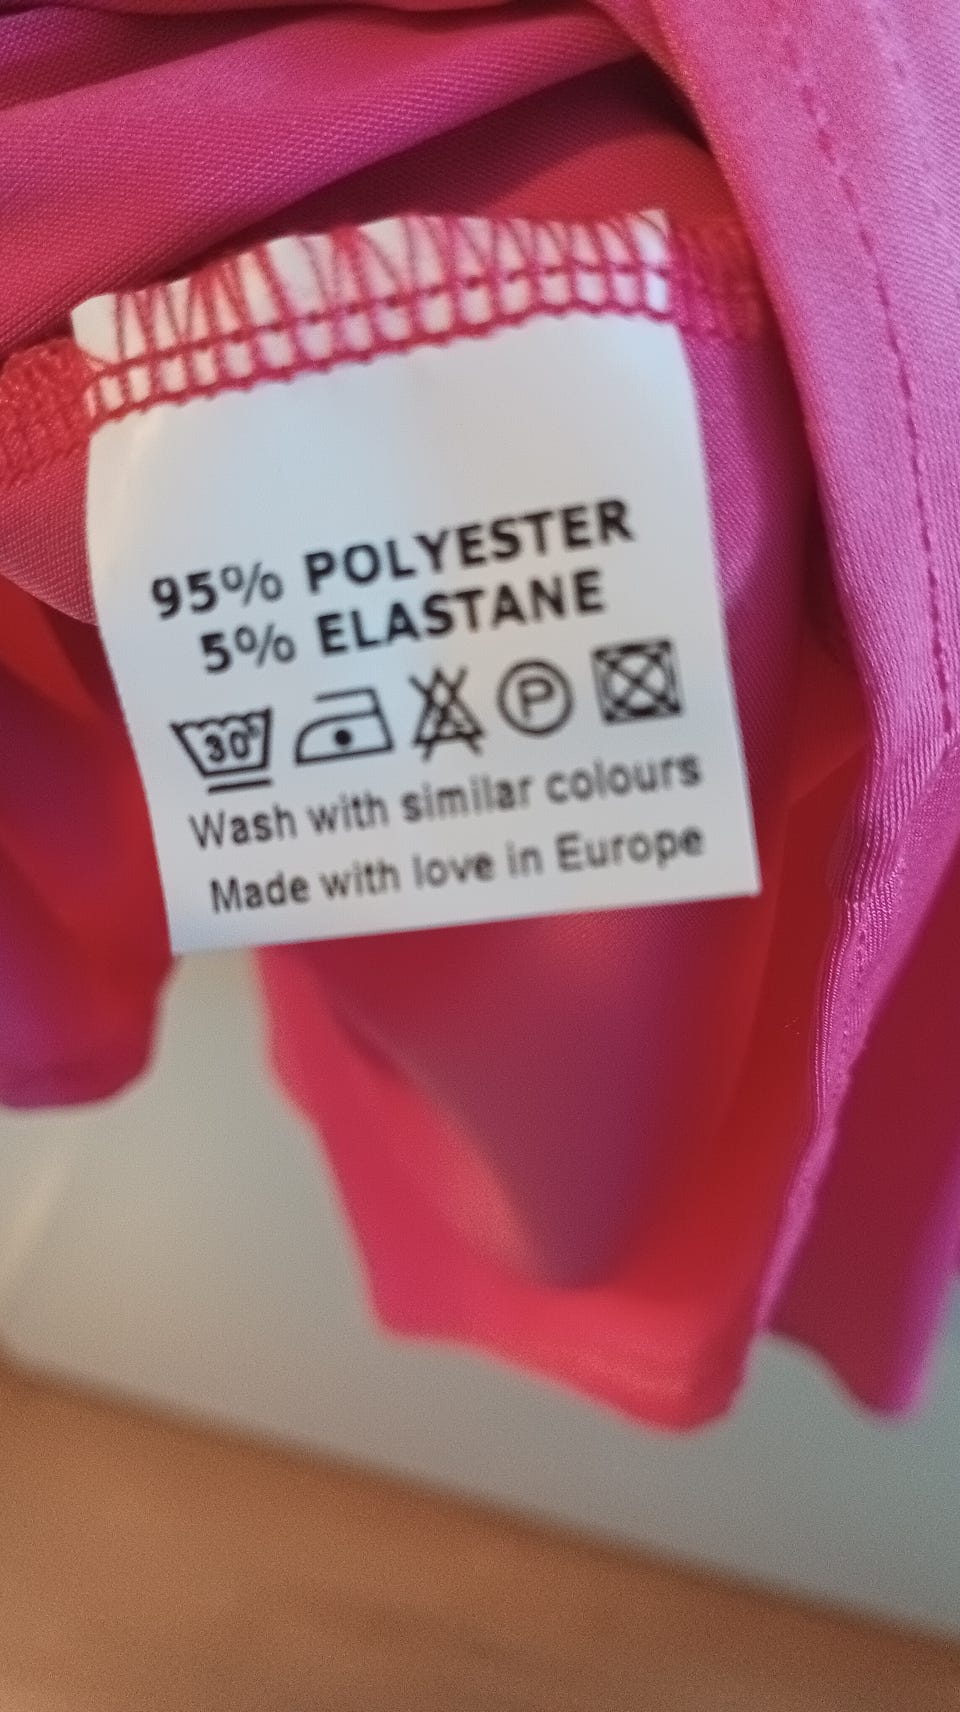 95% POLYESTER
5% ELASTANE
30° P
Wash with similar colours
Made with love in Europe